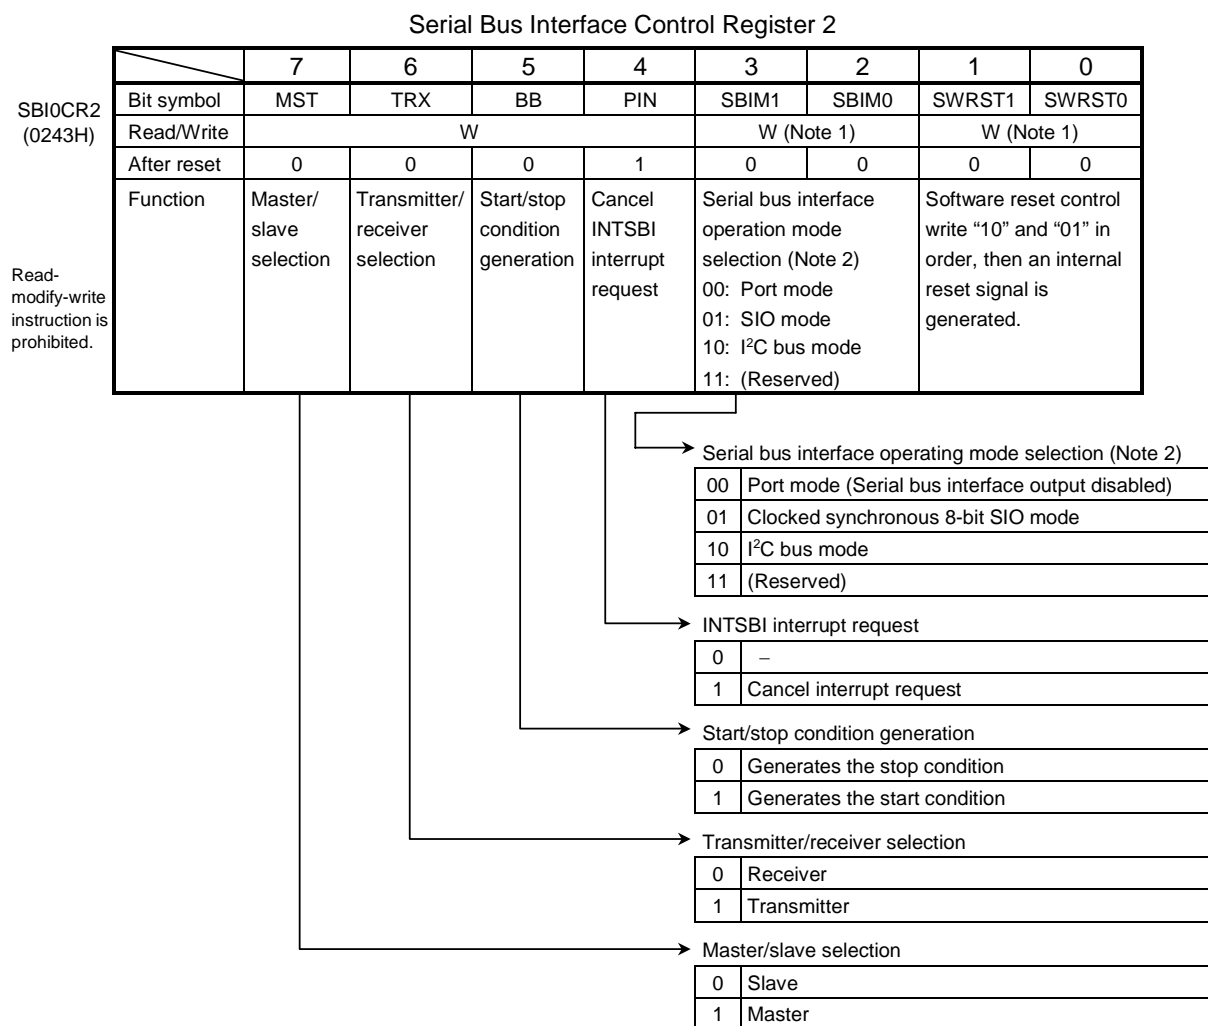 Serial Bus Interface Control Register 2
7 6 5 4 3 2 1 0
SBI0CR2
(0243H)
Bit symbol MST TRX BB PIN SBIM1 SBIM0 SWRST1 SWRST0
Read/Write W W (Note 1) W (Note 1)
After reset 0 0 0 1 0 0 0 0
Function
Master/
slave
selection
Transmitter/
receiver
selection
Start/stop
condition
generation
Cancel
INTSBI
interrupt
request
Serial bus interface
operation mode
selection (Note 2)
00: Port mode
01: SIO mode
10: I²C bus mode
11: (Reserved)
Software reset control
write “10” and “01” in
order, then an internal
reset signal is
generated.
Read-
modify-write
instruction is
prohibited.
Serial bus interface operating mode selection (Note 2)
00 Port mode (Serial bus interface output disabled)
01 Clocked synchronous 8-bit SIO mode
10 I²C bus mode
11 (Reserved)
INTSBI interrupt request
0 −
1 Cancel interrupt request
Start/stop condition generation
0 Generates the stop condition
1 Generates the start condition
Transmitter/receiver selection
0 Receiver
1 Transmitter
Master/slave selection
0 Slave
1 Master